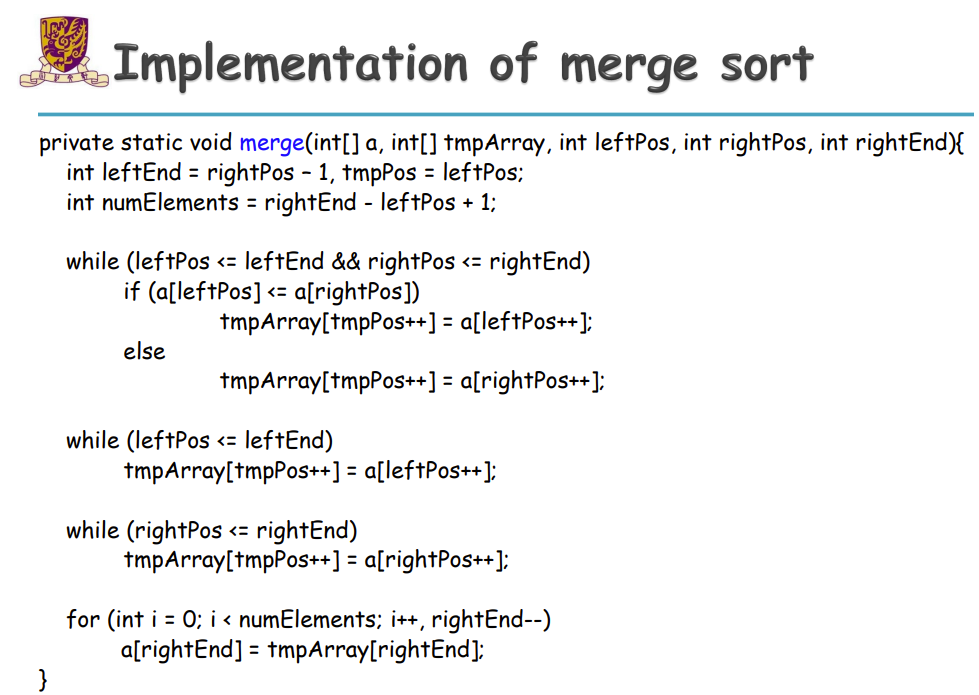 Implementation of merge sort
private static void merge(int[] a, int[] tmpArray, int leftPos, int rightPos, int rightEnd){
int leftEnd = rightPos – 1, tmpPos = leftPos;
int numElements = rightEnd - leftPos + 1;
while (leftPos <= leftEnd && rightPos <= rightEnd)
if (a[leftPos] <= a[rightPos])
tmpArray[tmpPos++] = a[leftPos++];
else
tmpArray[tmpPos++] = a[rightPos++];
while (leftPos <= leftEnd)
tmpArray[tmpPos++] = a[leftPos++];
while (rightPos <= rightEnd)
tmpArray[tmpPos++] = a[rightPos++];
for (int i = 0; i < numElements; i++, rightEnd--)
a[rightEnd] = tmpArray[rightEnd];
}